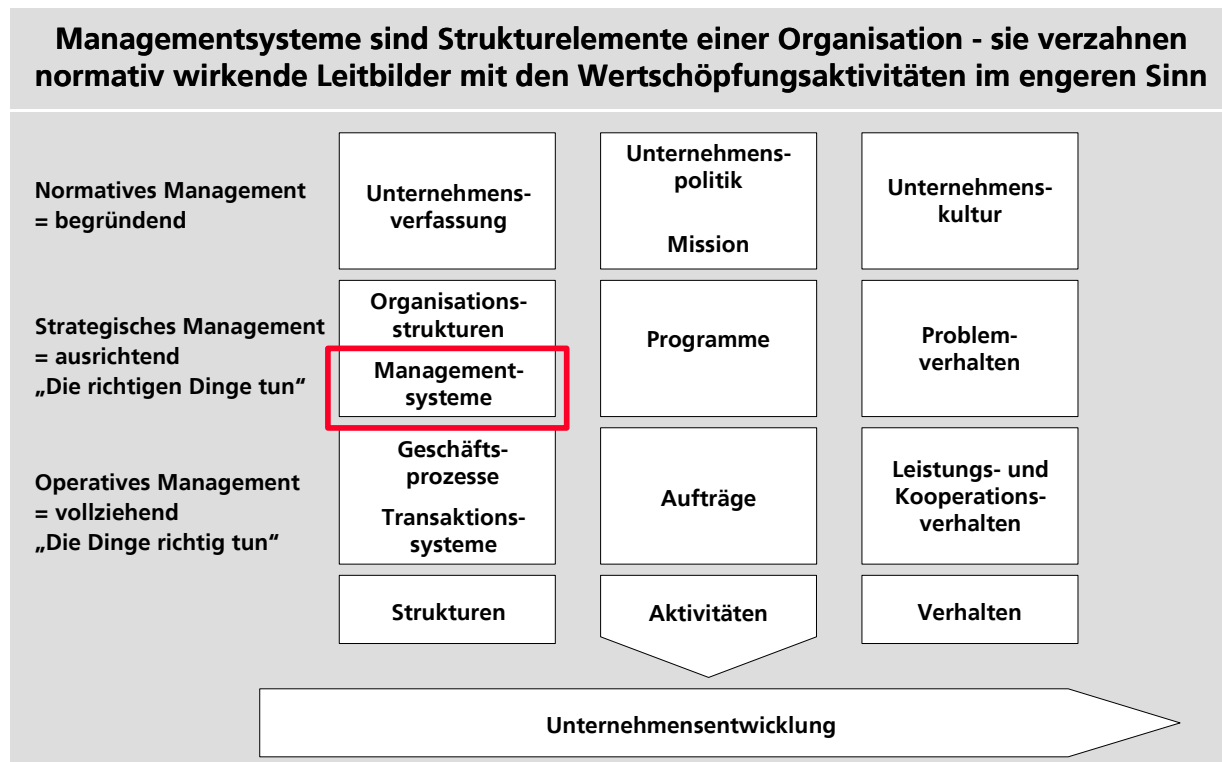 Managementsysteme sind Strukturelemente einer Organisation - sie verzahnen
normativ wirkende Leitbilder mit den Wertschöpfungsaktivitäten im engeren Sinn
Normatives Management
= begründend
Unternehmens-
verfassung
Unternehmens-
politik
Mission
Unternehmens-
kultur
Strategisches Management
= ausrichtend
„Die richtigen Dinge tun“
Organisations-
strukturen
Management-
systeme
Programme
Problem-
verhalten
Operatives Management
= vollziehend
„Die Dinge richtig tun“
Geschäfts-
prozesse
Transaktions-
systeme
Aufträge
Leistungs- und
Kooperations-
verhalten
Strukturen
Aktivitäten
Verhalten
Unternehmensentwicklung